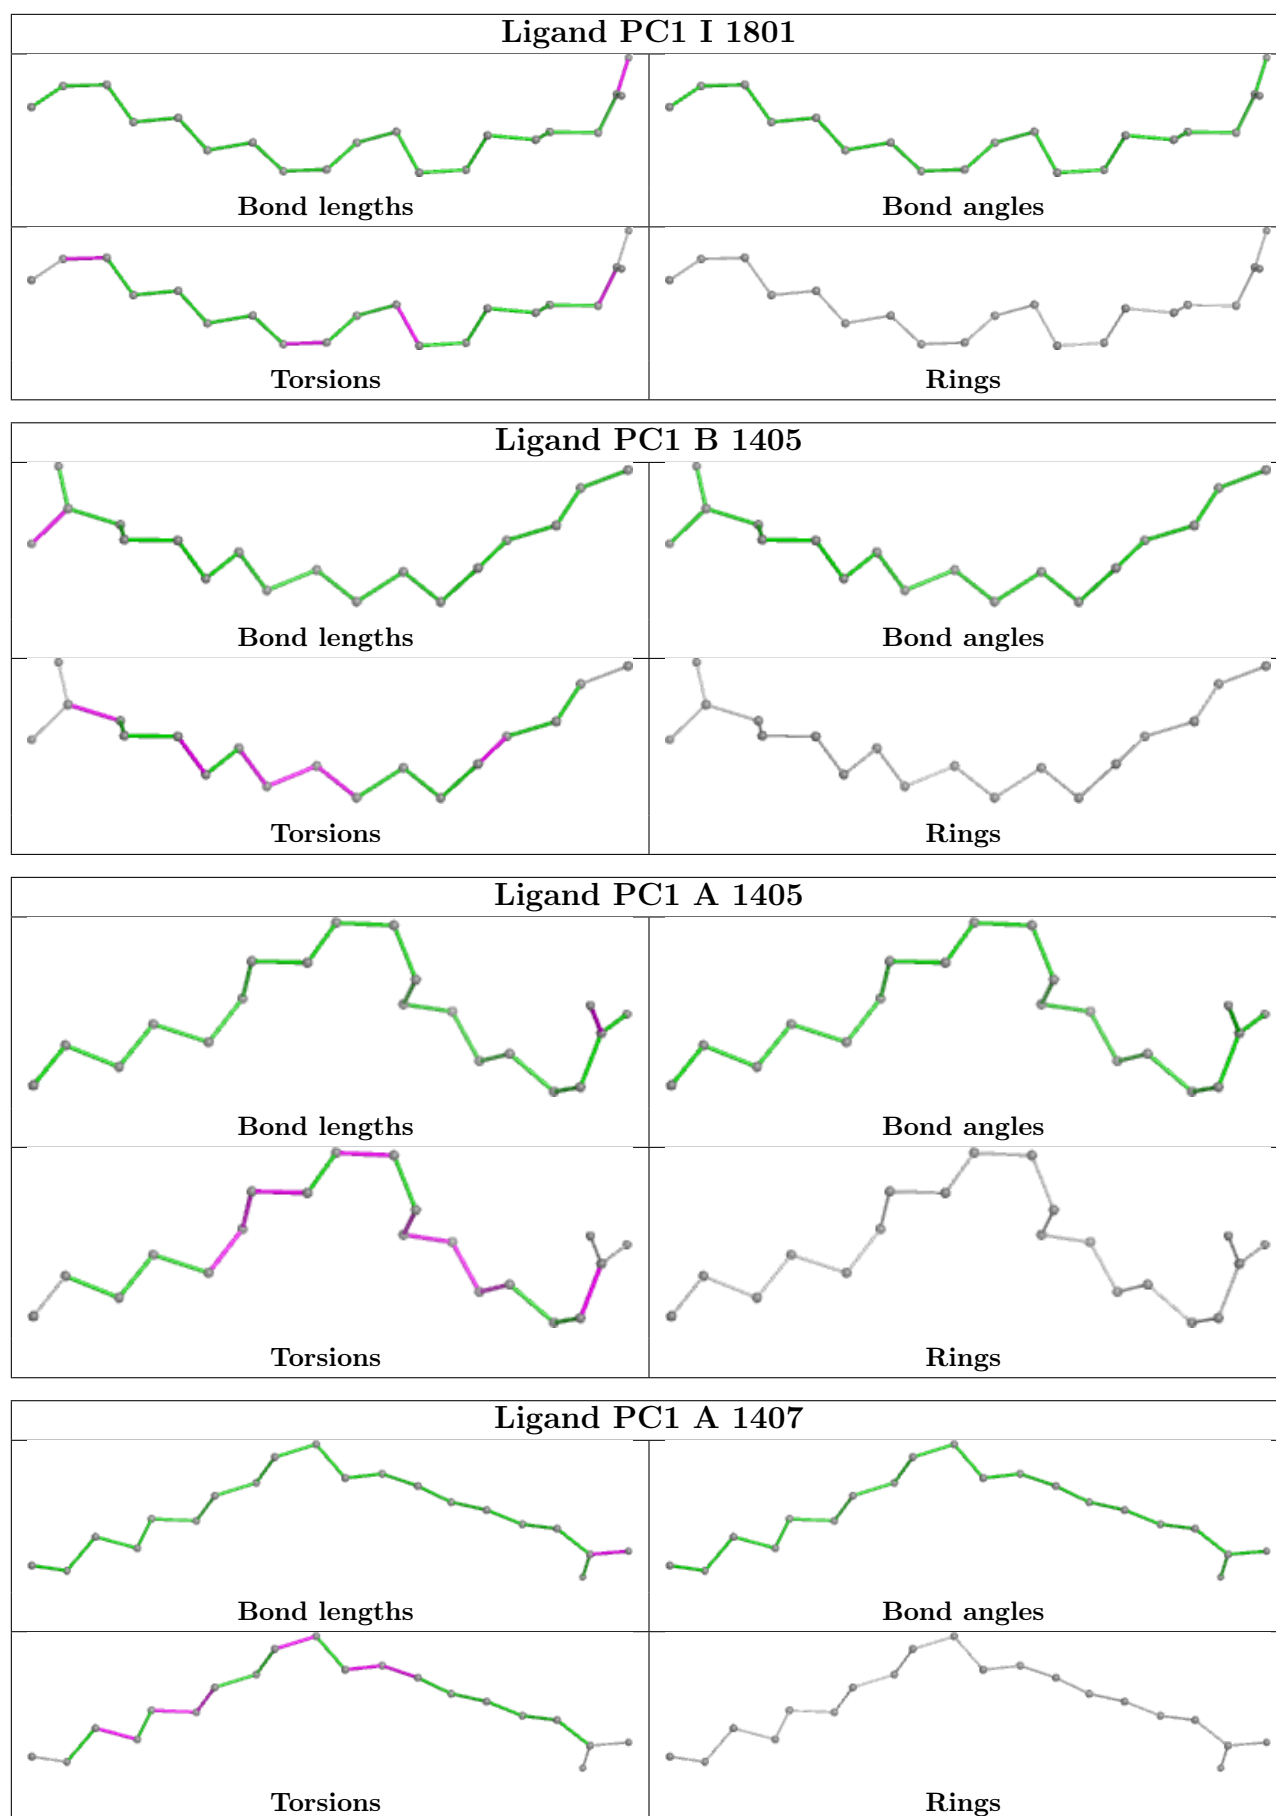 Ligand PC1 I 1801
Bond lengths
Bond angles
Torsions
Rings
Ligand PC1 B 1405
Bond lengths
Bond angles
Torsions
Rings
Ligand PC1 A 1405
Bond lengths
Bond angles
Torsions
Rings
Ligand PC1 A 1407
Bond lengths
Bond angles
Torsions
Rings